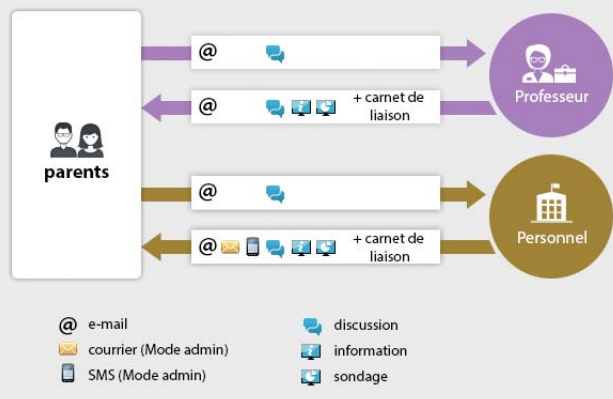 @
@ + carnet de
liaison
Professeur
parents
@
@ + carnet de
liaison
Personnel
@ e-mail
courrier (Mode admin)
SMS (Mode admin)
discussion
information
sondage